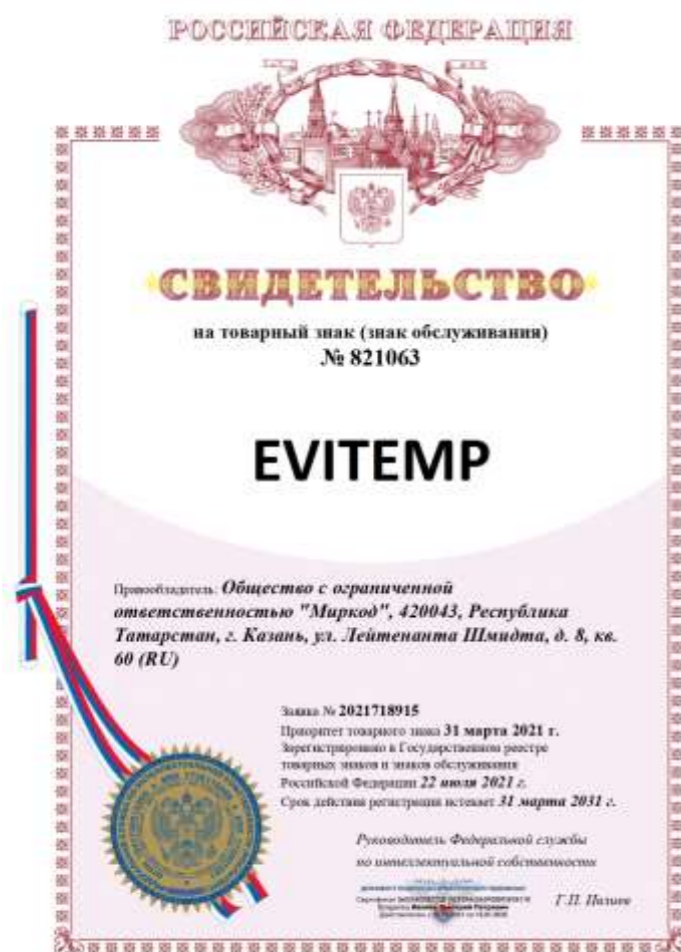 РОССИЙСКАЯ ФЕДЕРАЦИЯ
СВИДЕТЕЛЬСТВО
на товарный знак (знак обслуживания)
№ 821063
EVITEMP
Правообладатель: Общество с ограниченной
ответственностью "Миркод", 420043, Республика
Татарстан, г. Казань, ул. Лейтенанта Шмидта, д. 8, кв.
60 (RU)
Заявка № 2021718915
Приоритет товарного знака 31 марта 2021 г.
Зарегистрировано в Государственном реестре
товарных знаков и знаков обслуживания
Российской Федерации 22 июля 2021 г.
Срок действия регистрации истекает 31 марта 2031 г.
Руководитель Федеральной службы
по интеллектуальной собственности
Г.П. Ивлиев